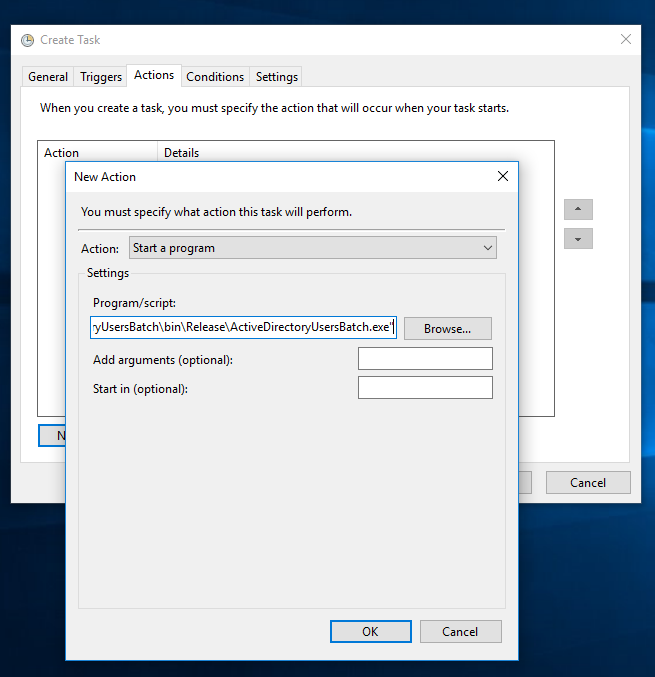 Create Task
General Triggers Actions Conditions Settings
When you create a task, you must specify the action that will occur when your task starts.
Action Details
New Action
You must specify what action this task will perform.
Action: Start a program
Settings
Program/script:
ryUsersBatch\bin\Release\ActiveDirectoryUsersBatch.exe" Browse...
Add arguments (optional):
Start in (optional):
N
Cancel
OK Cancel